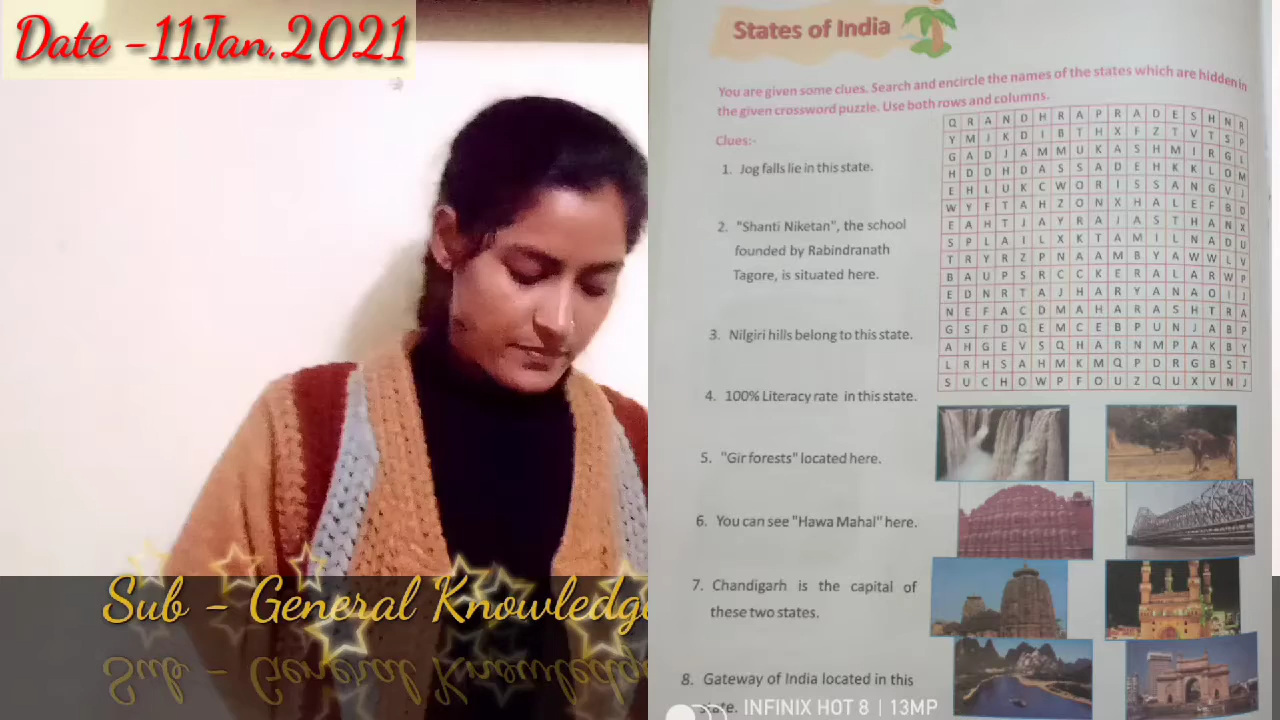 Date -11Jan,2021
Sub - General Knowledge
States of India
You are given some clues. Search and encircle the names of the states which are hidden in
the given crossword puzzle. Use both rows and columns.
Clues:-
1. Jog falls lie in this state.
2. "Shanti Niketan", the school
founded by Rabindranath
Tagore, is situated here.
3. Nilgiri hills belong to this state.
4. 100% Literacy rate in this state.
5. "Gir forests" located here.
6. You can see "Hawa Mahal" here.
7. Chandigarh is the capital of
these two states.
8. Gateway of India located in this
state.
Q R A N D H R A P R A D E S H N R
Y M J K D I B T H X F Z T V T S P
G A D J A M M U K A S H M I R G L
H D D H D A S S A D E H K K L O M
E H L U K C W O R I S S A N G V J
W Y F T A H Z O N X H A L E F B D
E A H T J A Y R A J A S T H A N X
S P L A I L X K T A M I L N A D U
T R Y R Z P N A A M B Y A W W L V
B A U P S R C C K E R A L A R W P
E D N R T A J H A R Y A N A O I J
N E F A C D M A H A R A S H T R A
G S F D Q E M C E B P U N J A B P
A H G E V S Q H A R N M P A K B Y
L R H S A H M K M Q P D R G B S T
S U C H O W P F O U Z Q U X V N J
INFINIX HOT 8 | 13MP